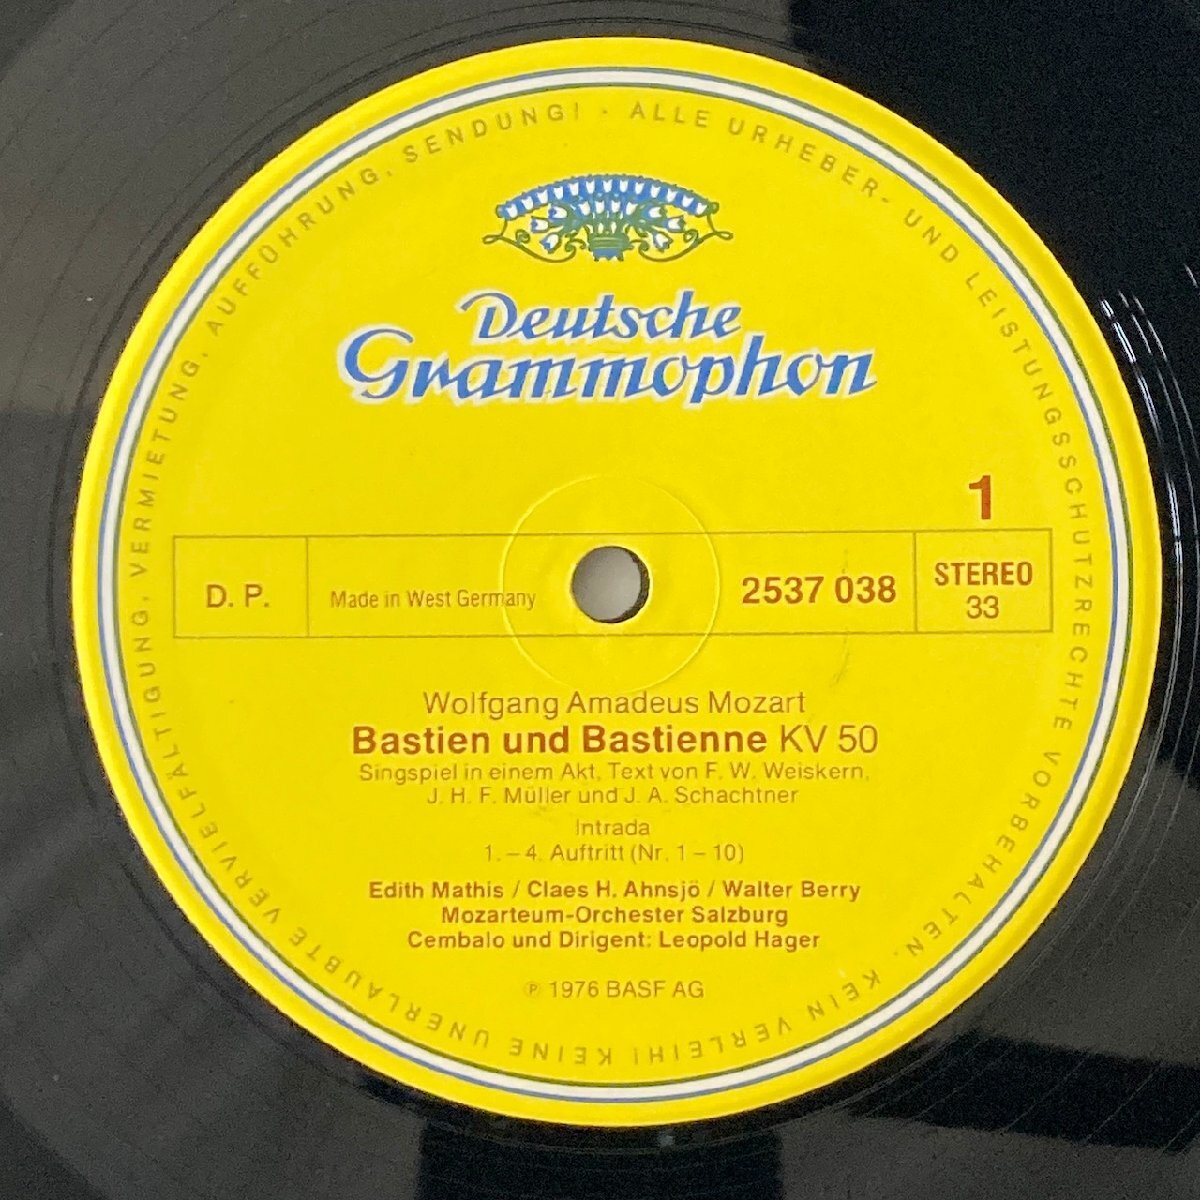 ALLE URHEBER- UND LEISTUNGSSCHUTZRECHTE VORBEHALTEN. KEIN VERLEIH! KEINE UNERLAUBTE VERVIELFÄLTIGUNG, VERMIETUNG, AUFFÜHRUNG, SENDUNG! ·
Deutsche
Grammophon
1
D. P.
Made in West Germany
2537 038
STEREO
33
Wolfgang Amadeus Mozart
Bastien und Bastienne KV 50
Singspiel in einem Akt, Text von F. W. Weiskern,
J. H. F. Müller und J. A. Schachtner
Intrada
1. – 4. Auftritt (Nr. 1 – 10)
Edith Mathis / Claes H. Ahnsjö / Walter Berry
Mozarteum-Orchester Salzburg
Cembalo und Dirigent: Leopold Hager
℗ 1976 BASF AG